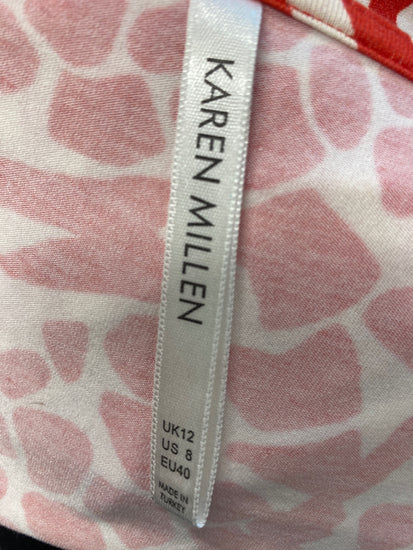 KAREN MILLEN
UK12
US 8
EU40
MADE IN
TURKEY